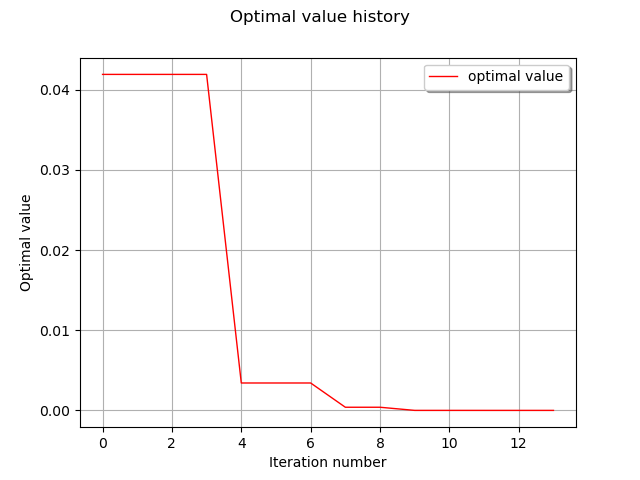 Optimal value history
optimal value
Optimal value
0.04
0.03
0.02
0.01
0.00
0 2 4 6 8 10 12
Iteration number